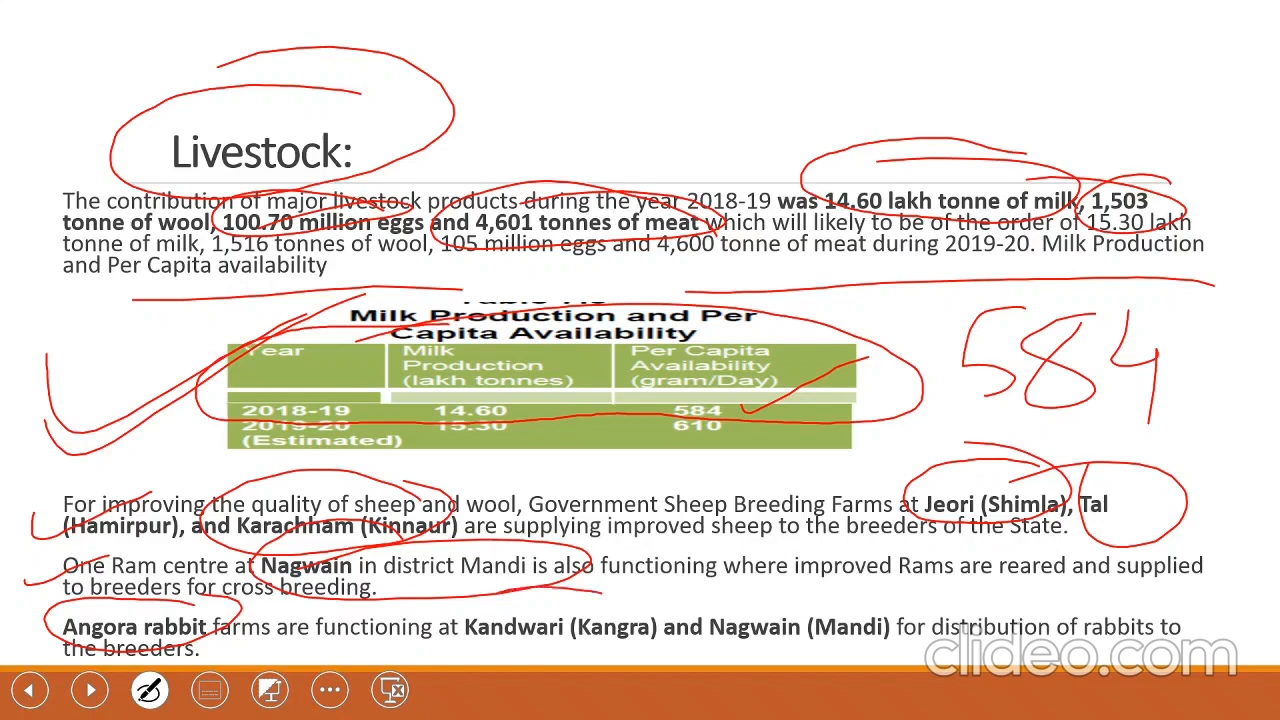 Livestock:
The contribution of major livestock products during the year 2018-19 was 14.60 lakh tonne of milk, 1,503
tonne of wool, 100.70 million eggs and 4,601 tonnes of meat which will likely to be of the order of 15.30 lakh
tonne of milk, 1,516 tonnes of wool, 105 million eggs and 4,600 tonne of meat during 2019-20. Milk Production
and Per Capita availability
Milk Production and Per
Capita Availability
Year Milk Production (lakh tonnes) Per Capita Availability (gram/Day)
2018-19 14.60 584
2019-20 15.30 610
(Estimated)
584
For improving the quality of sheep and wool, Government Sheep Breeding Farms at Jeori (Shimla), Tal
(Hamirpur), and Karachham (Kinnaur) are supplying improved sheep to the breeders of the State.
One Ram centre at Nagwain in district Mandi is also functioning where improved Rams are reared and supplied
to breeders for cross breeding.
Angora rabbit farms are functioning at Kandwari (Kangra) and Nagwain (Mandi) for distribution of rabbits to
the breeders.
clideo.com